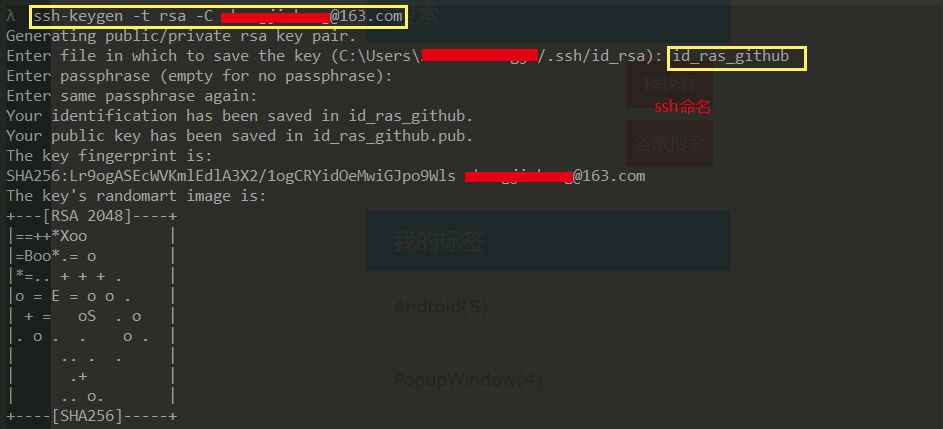 λ ssh-keygen -t rsa -C @163.com
Generating public/private rsa key pair.
Enter file in which to save the key (C:\Users\/.ssh/id_rsa): id_ras_github
Enter passphrase (empty for no passphrase):
找找看
Enter same passphrase again:
ssh命名
Your identification has been saved in id_ras_github.
Your public key has been saved in id_ras_github.pub.
谷歌搜索
The key fingerprint is:
SHA256:Lr9ogASEcWVKmlEdlA3X2/1ogCRYidOeMwiGJpo9Wls @163.com
The key's randomart image is:
+---[RSA 2048]----+
|==++*Xoo         |
|=Boo*.= o        |
我的标签
|*=.. + + + .     |
|o = E = o o .    |
Android(5)
| + =   oS  . o   |
|. o .  .    o .  |
|     .. .  .     |
|      .+         |
PopupWindow(4)
|     .. o.       |
+----[SHA256]-----+